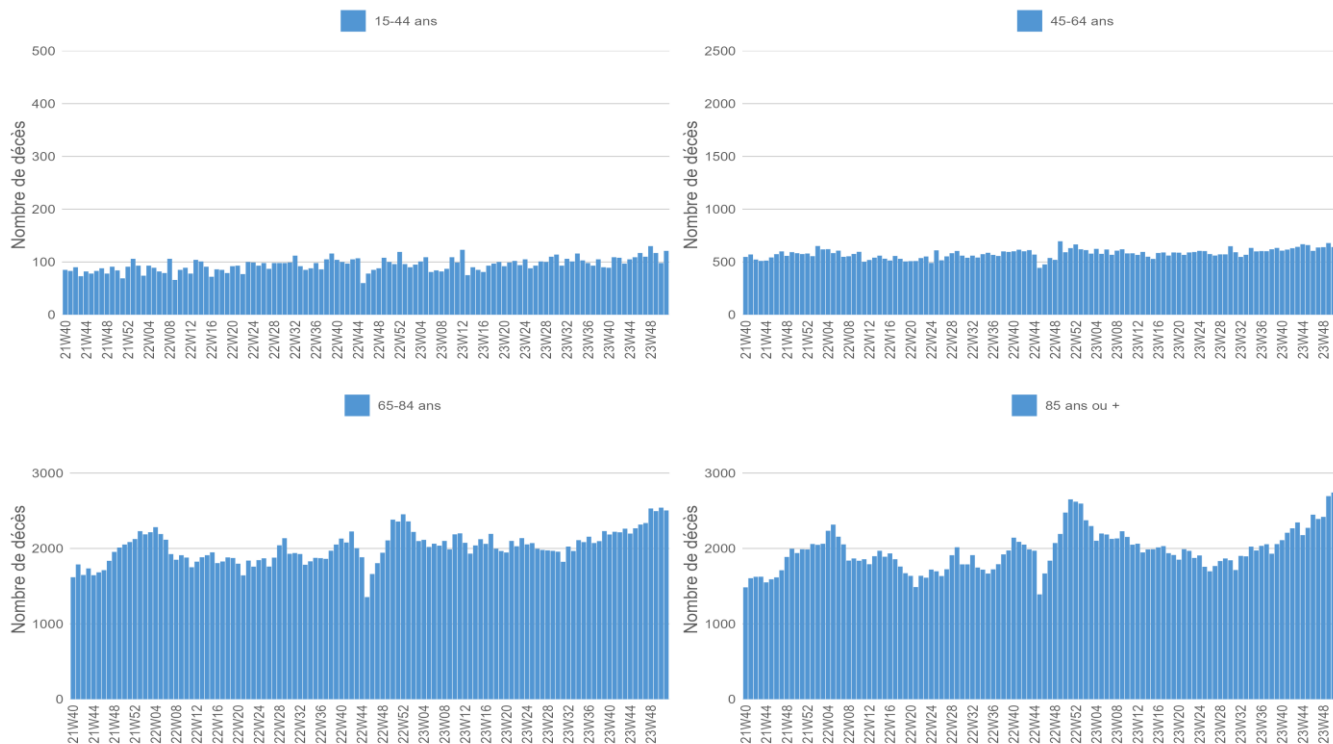 15-44 ans
500
400
300
200
100
0
Nombre de décès
21W40
21W44
21W48
21W52
22W04
22W08
22W12
22W16
22W20
22W24
22W28
22W32
22W36
22W40
22W44
22W48
22W52
23W04
23W08
23W12
23W16
23W20
23W24
23W28
23W32
23W36
23W40
23W44
23W48
45-64 ans
2500
2000
1500
1000
500
0
Nombre de décès
21W40
21W44
21W48
21W52
22W04
22W08
22W12
22W16
22W20
22W24
22W28
22W32
22W36
22W40
22W44
22W48
22W52
23W04
23W08
23W12
23W16
23W20
23W24
23W28
23W32
23W36
23W40
23W44
23W48
65-84 ans
3000
2000
1000
0
Nombre de décès
21W40
21W44
21W48
21W52
22W04
22W08
22W12
22W16
22W20
22W24
22W28
22W32
22W36
22W40
22W44
22W48
22W52
23W04
23W08
23W12
23W16
23W20
23W24
23W28
23W32
23W36
23W40
23W44
23W48
85 ans ou +
3000
2000
1000
0
Nombre de décès
21W40
21W44
21W48
21W52
22W04
22W08
22W12
22W16
22W20
22W24
22W28
22W32
22W36
22W40
22W44
22W48
22W52
23W04
23W08
23W12
23W16
23W20
23W24
23W28
23W32
23W36
23W40
23W44
23W48